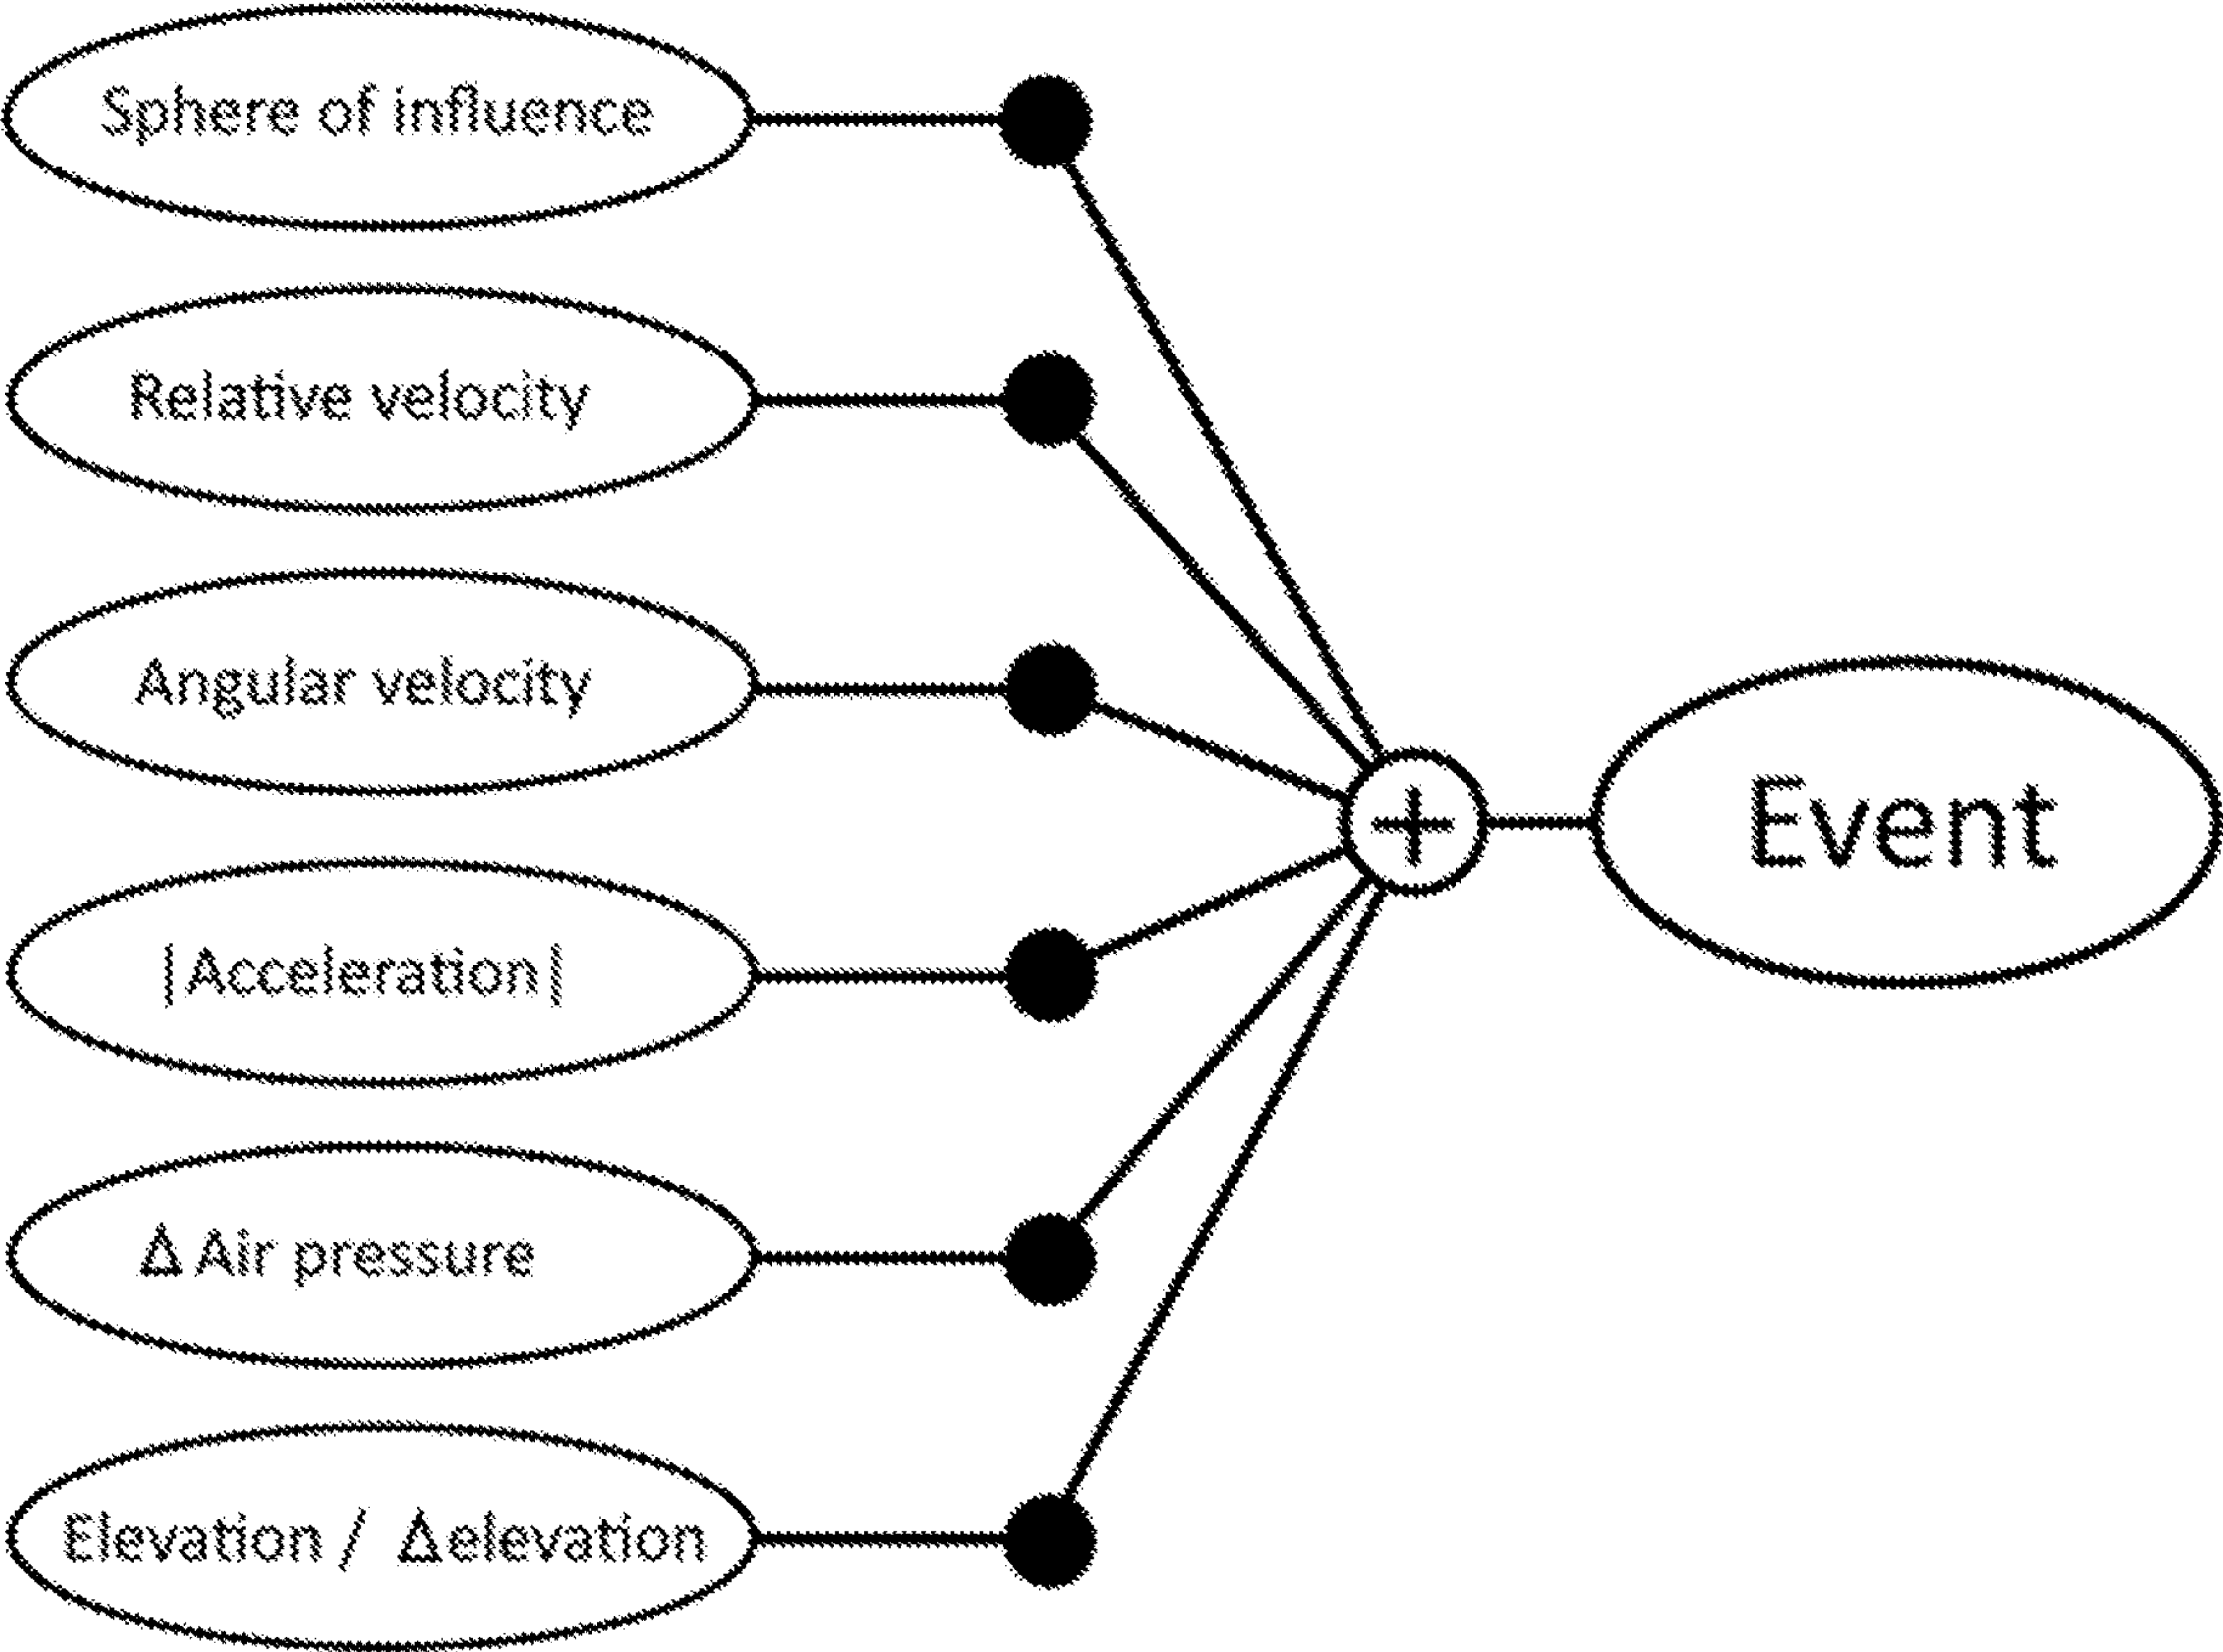 Sphere of influence
Relative velocity
Angular velocity
|Acceleration|
Δ Air pressure
Elevation / Δelevation
+
Event